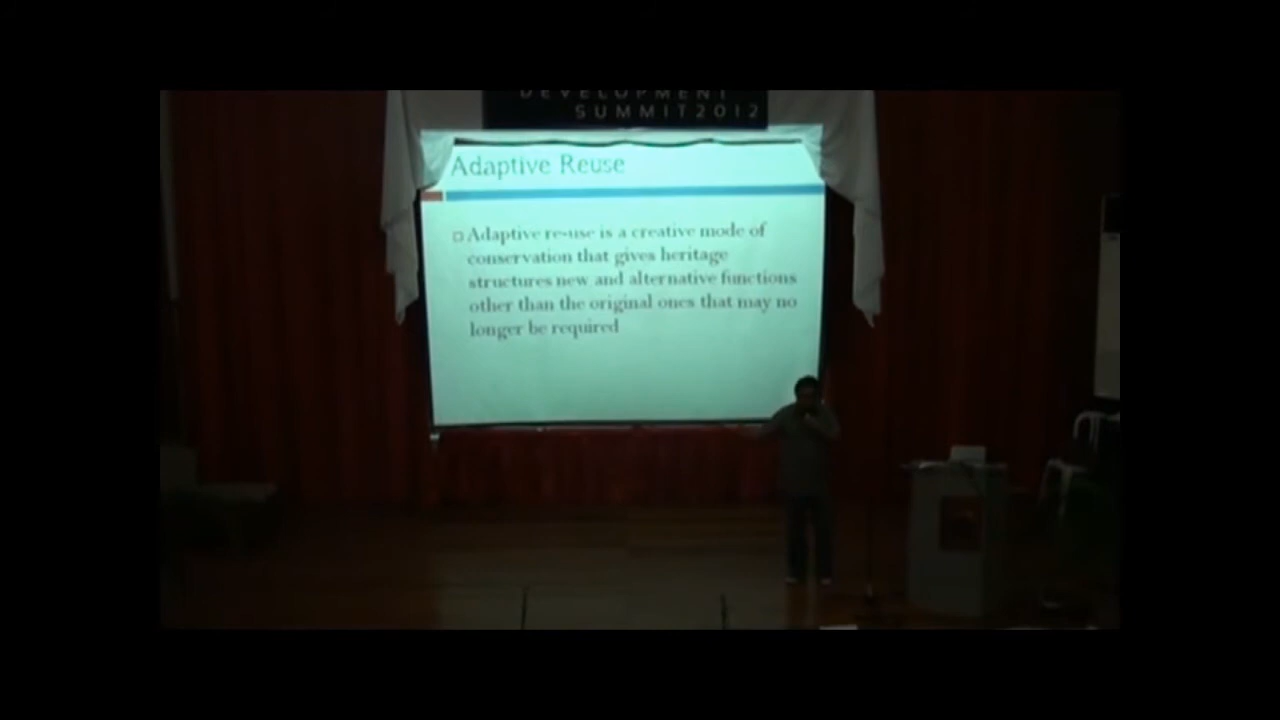 DEVELOPMENT
SUMMIT2012
Adaptive Reuse
Adaptive re-use is a creative mode of
conservation that gives heritage
structures new and alternative functions
other than the original ones that may no
longer be required